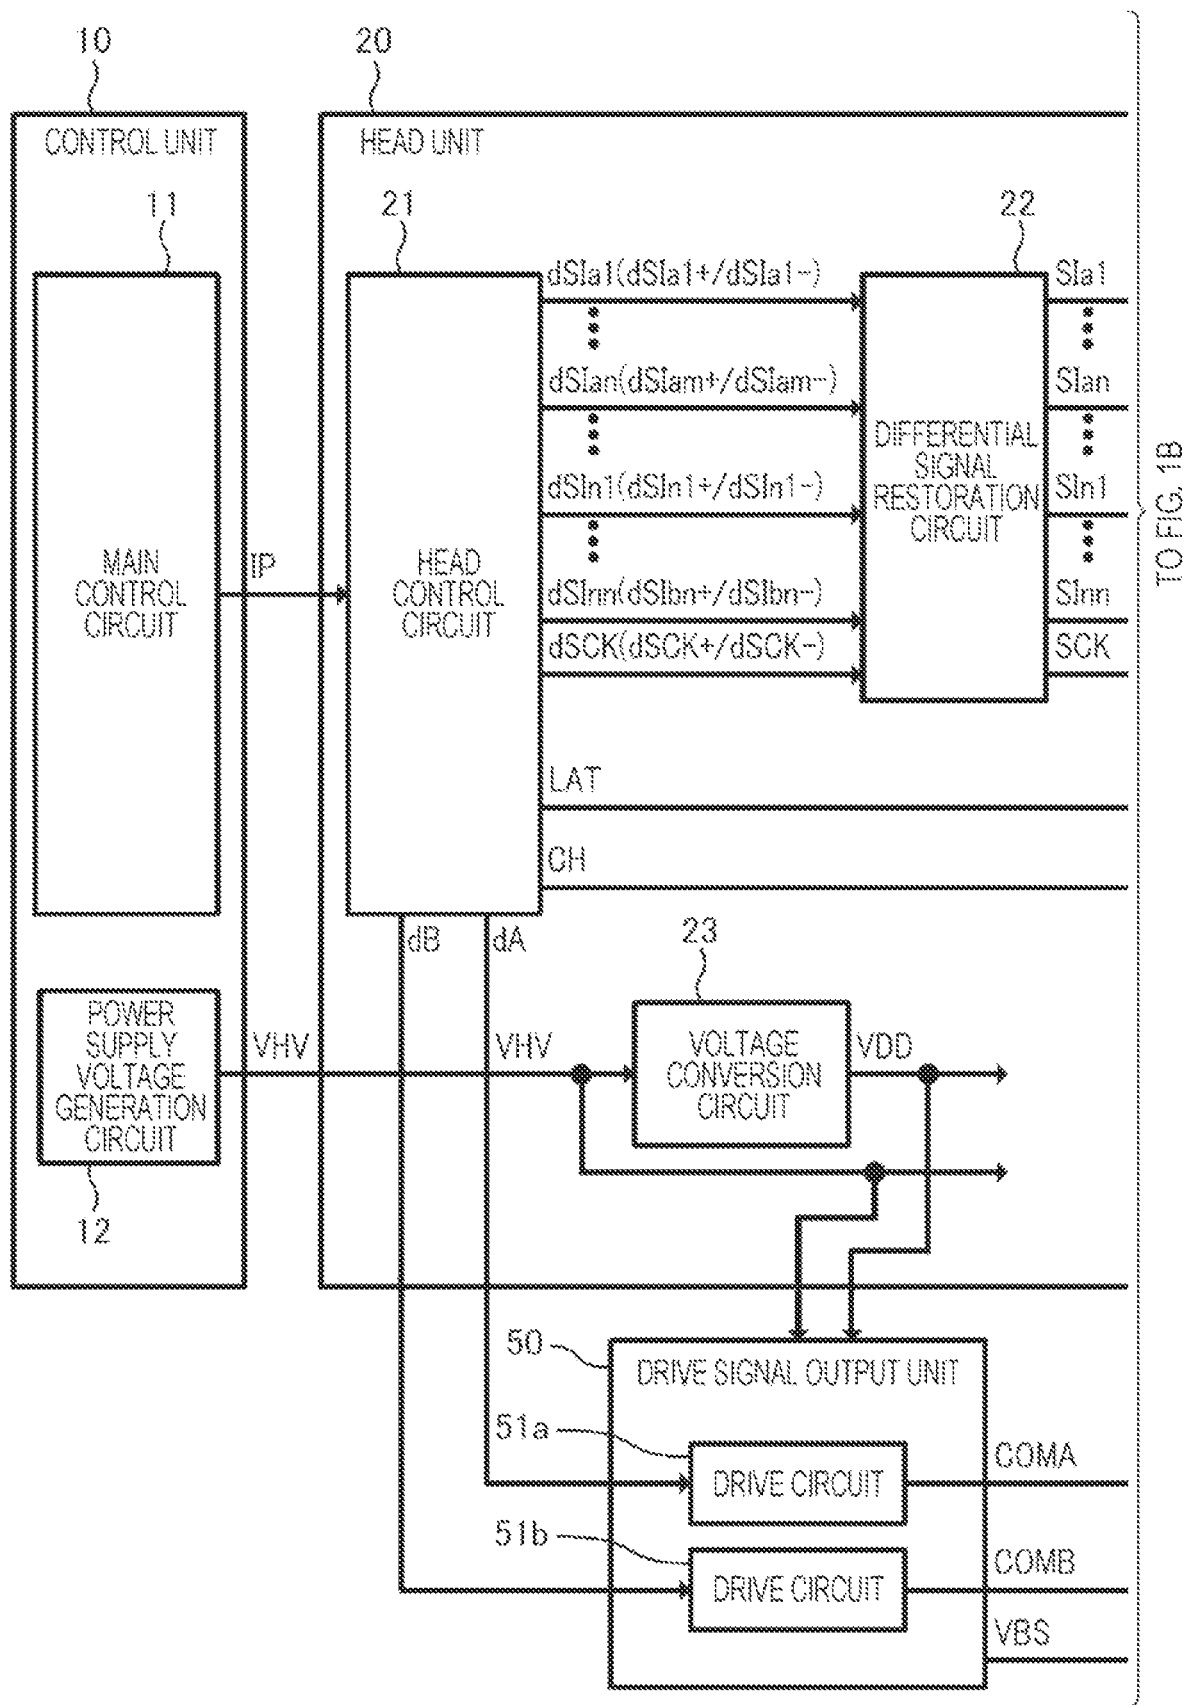 10
20
CONTROL UNIT
HEAD UNIT
11
21
22
dSIa1(dSIa1+/dSIa1-)
SIa1
dSIan(dSIam+/dSIam-)
SIan
DIFFERENTIAL
SIGNAL
RESTORATION
CIRCUIT
dSIn1(dSIn1+/dSIn1-)
SIn1
TO FIG. 1B
MAIN
CONTROL
CIRCUIT
IP
HEAD
CONTROL
CIRCUIT
dSInn(dSIbn+/dSIbn-)
SInn
dSCK(dSCK+/dSCK-)
SCK
LAT
CH
dB
dA
23
POWER
SUPPLY
VOLTAGE
GENERATION
CIRCUIT
VHV
VHV
VOLTAGE
CONVERSION
CIRCUIT
VDD
12
50
DRIVE SIGNAL OUTPUT UNIT
51a
DRIVE CIRCUIT
COMA
51b
DRIVE CIRCUIT
COMB
VBS